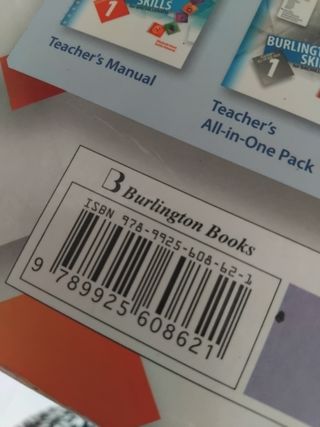 SKILLS
1
Teacher's Manual
BURLING
SKI
1
Teacher's
All-in-One Pack
Burlington Books
ISBN 978-9925-608-62-1
9 789925 608621